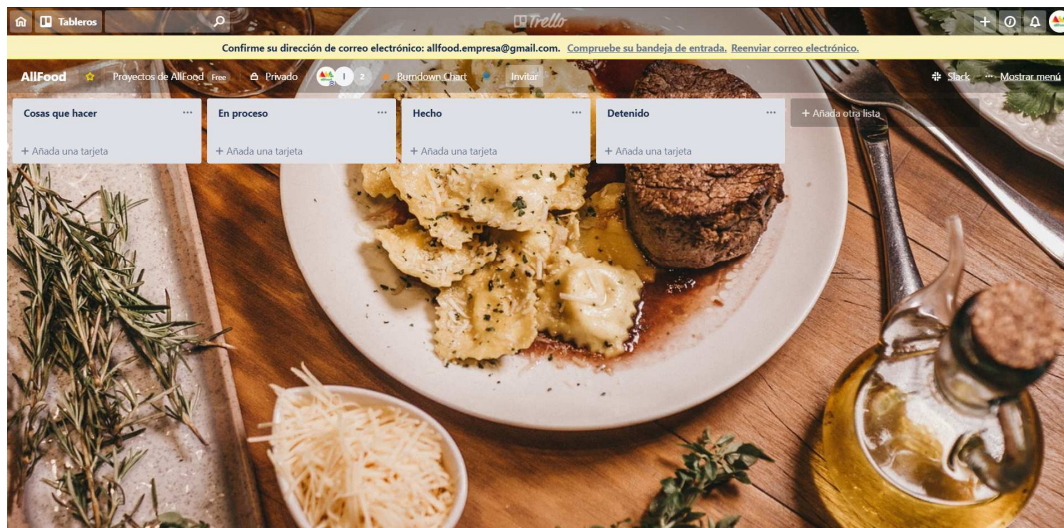 Tableros
Trello
Confirme su dirección de correo electrónico: allfood.empresa@gmail.com. Compruebe su bandeja de entrada. Reenviar correo electrónico.
AllFood Proyectos de AllFood Free Privado 2 Burndown Chart Invitar Slack ··· Mostrar menú
Cosas que hacer ··· En proceso ··· Hecho ··· Detenido ··· + Añada otra lista
+ Añada una tarjeta + Añada una tarjeta + Añada una tarjeta + Añada una tarjeta